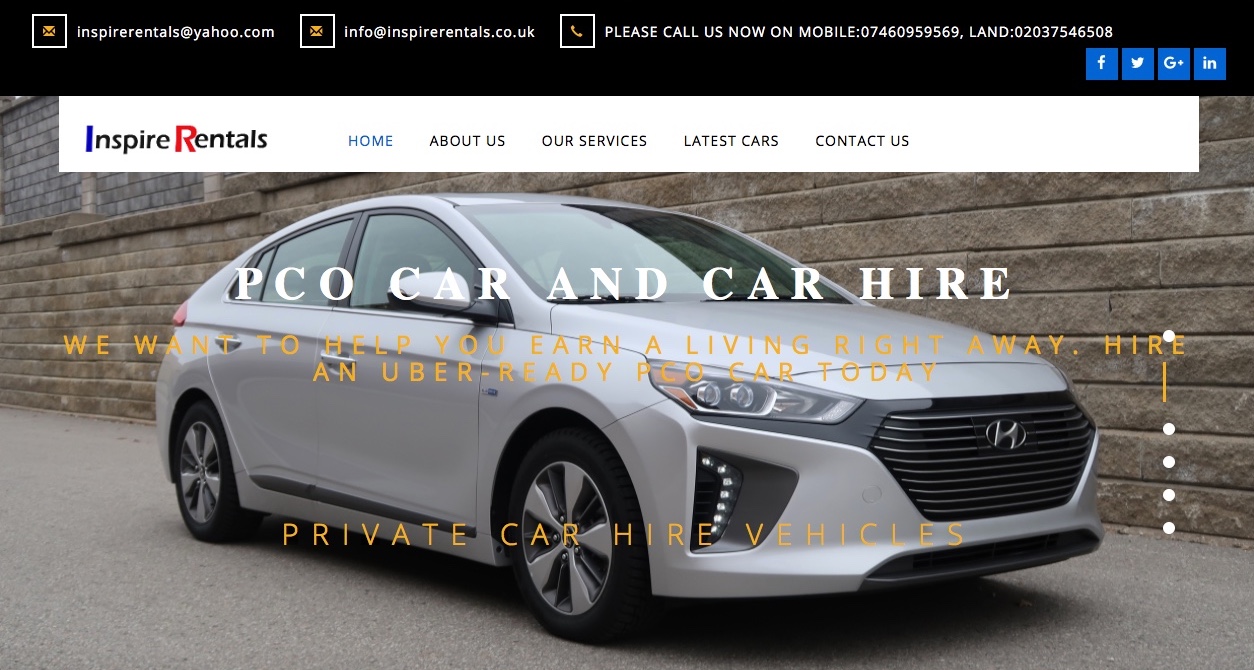 inspirerentals@yahoo.com
info@inspirerentals.co.uk
PLEASE CALL US NOW ON MOBILE:07460959569, LAND:02037546508
f
G+
in
Inspire Rentals
HOME
ABOUT US
OUR SERVICES
LATEST CARS
CONTACT US
PCO CAR AND CAR HIRE
WE WANT TO HELP YOU EARN A LIVING RIGHT AWAY. HIRE
AN UBER-READY PCO CAR TODAY
PRIVATE CAR HIRE VEHICLES